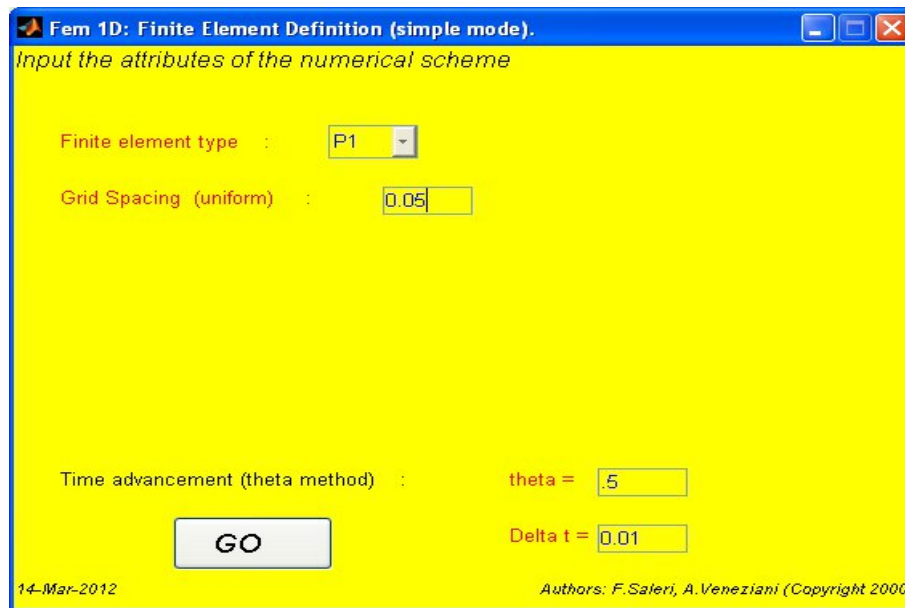 Fem 1D: Finite Element Definition (simple mode).
Input the attributes of the numerical scheme
Finite element type : P1
Grid Spacing (uniform) : 0.05
Time advancement (theta method) : theta = .5
GO
Delta t = 0.01
14-Mar-2012
Authors: F.Saleri, A.Veneziani (Copyright 2000